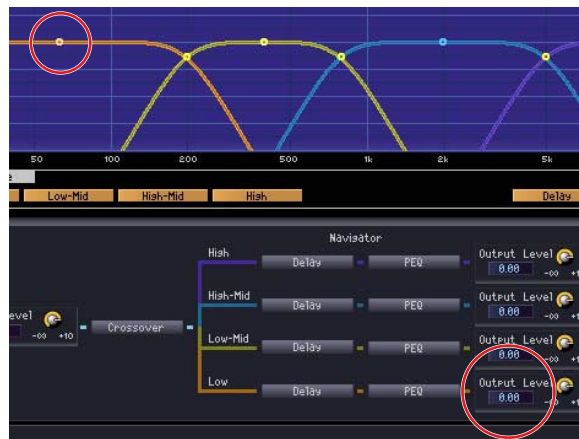 50 100 200 500 1k 2k 5k
Low-Mid High-Mid High Delay
Navigator
High Delay PEQ Output Level
0.00 -∞ +1
High-Mid Delay PEQ Output Level
0.00 -∞ +1
evel
-∞ +10
Crossover
Low-Mid Delay PEQ Output Level
0.00 -∞ +1
Low Delay PEQ Output Level
0.00 -∞ +1